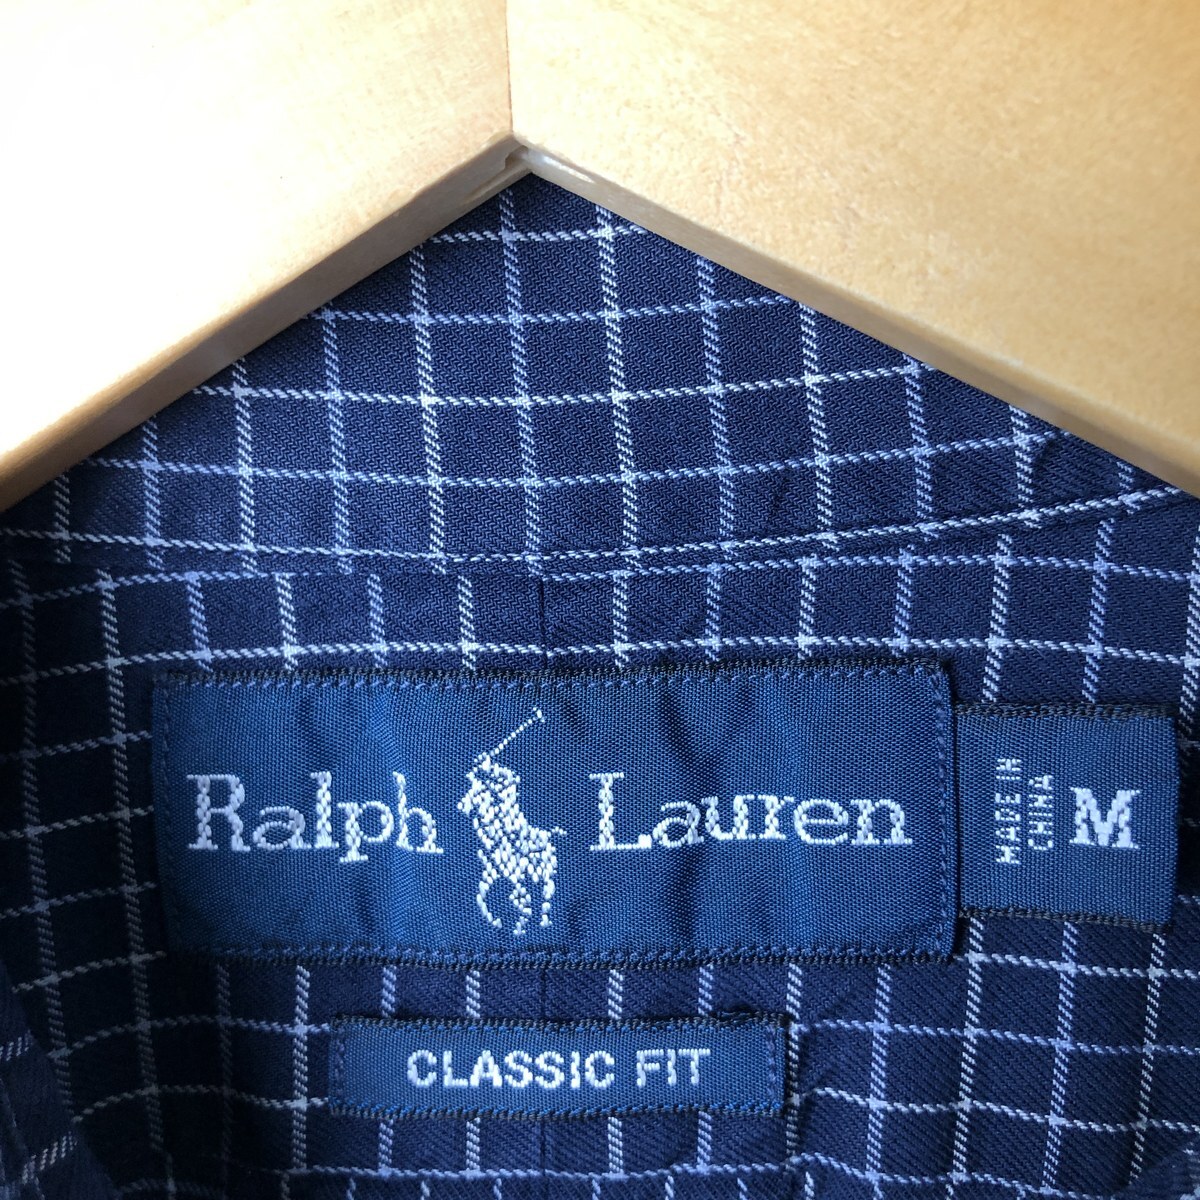 Ralph Lauren
MADE IN
CHINA
M
CLASSIC FIT